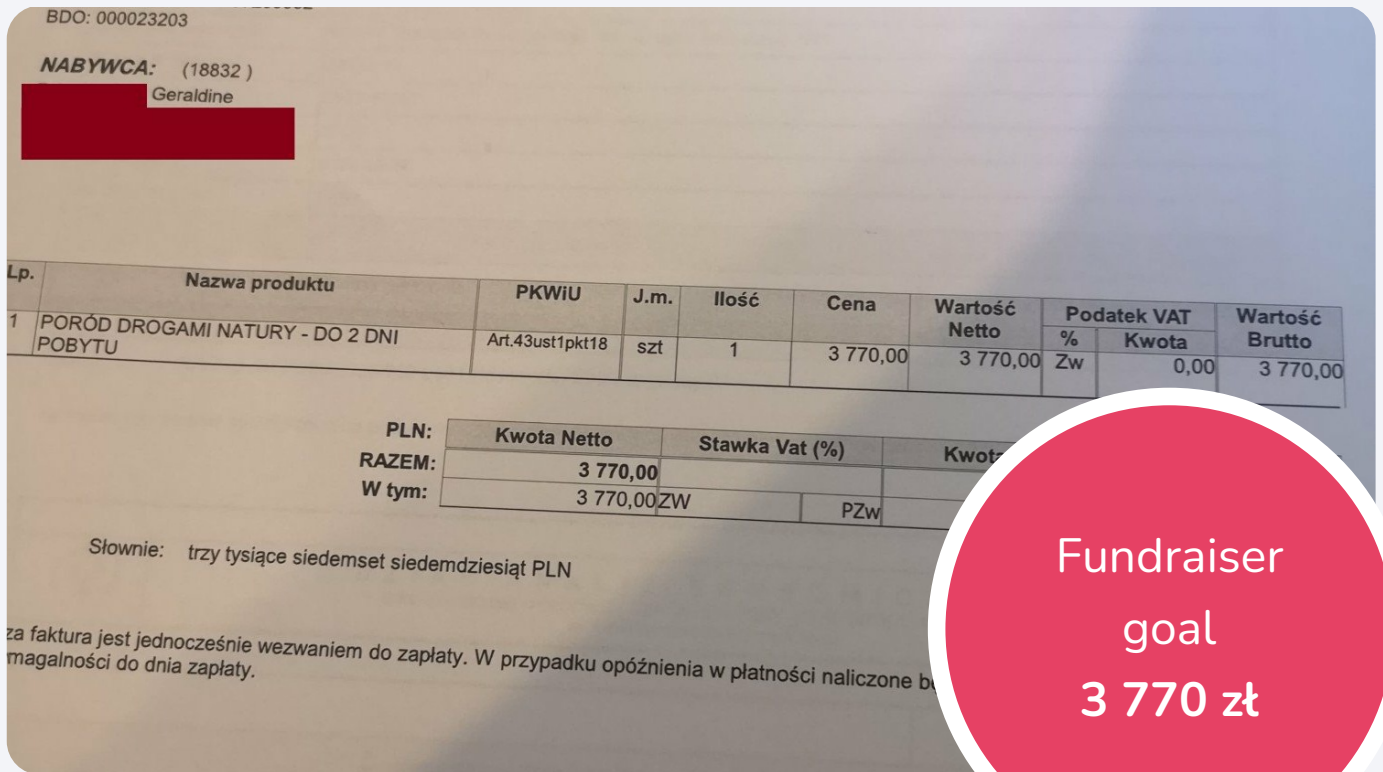 BDO: 000023203
NABYWCA: (18832 )
Geraldine
Lp. Nazwa produktu PKWiU J.m. Ilość Cena Wartość Netto Podatek VAT Wartość Brutto
% Kwota
1 PORÓD DROGAMI NATURY - DO 2 DNI Art.43ust1pkt18 szt 1 3 770,00 3 770,00 Zw 0,00 3 770,00
POBYTU
PLN: Kwota Netto Stawka Vat (%)
RAZEM: 3 770,00
W tym: 3 770,00 ZW PZw
Słownie: trzy tysiące siedemset siedemdziesiąt PLN
za faktura jest jednocześnie wezwaniem do zapłaty. W przypadku opóźnienia w płatności naliczone
magalności do dnia zapłaty.
Fundraiser
goal
3 770 zł